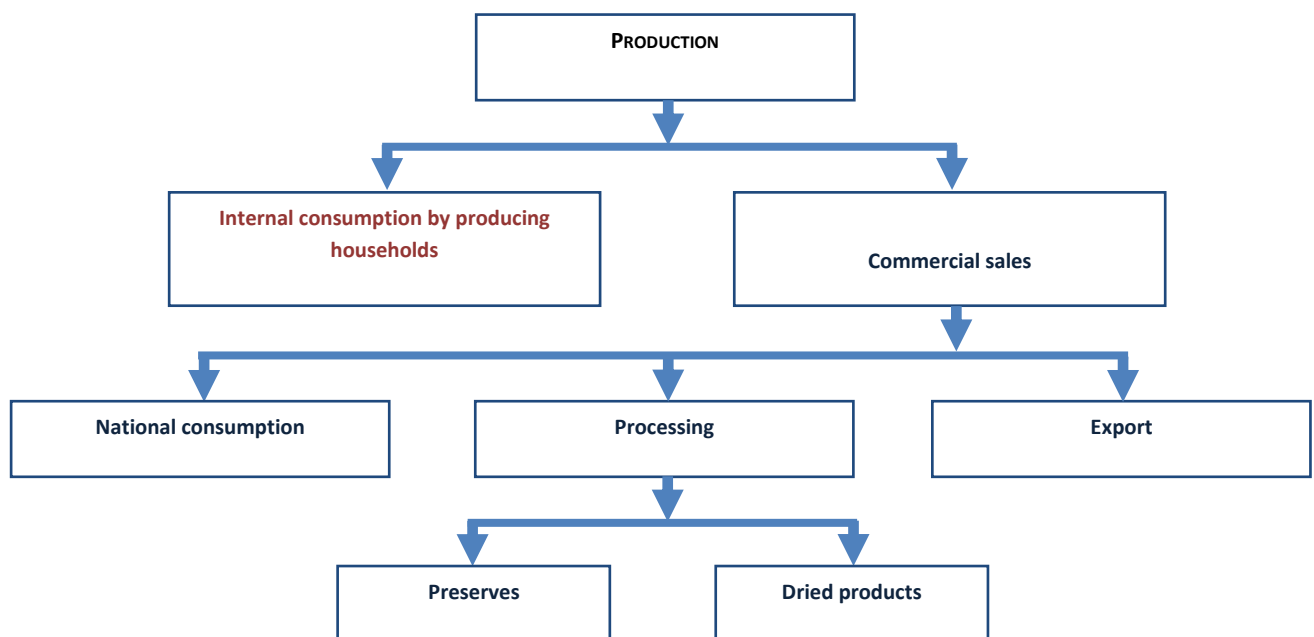 PRODUCTION
Internal consumption by producing
households
Commercial sales
National consumption
Processing
Export
Preserves
Dried products